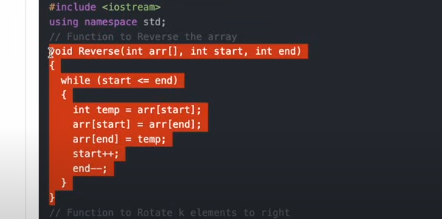 #include <iostream>
using namespace std;
// Function to Reverse the array
void Reverse(int arr[], int start, int end)
{
while (start <= end)
{
int temp = arr[start];
arr[start] = arr[end];
arr[end] = temp;
start++;
end--;
}
}
// Function to Rotate k elements to right